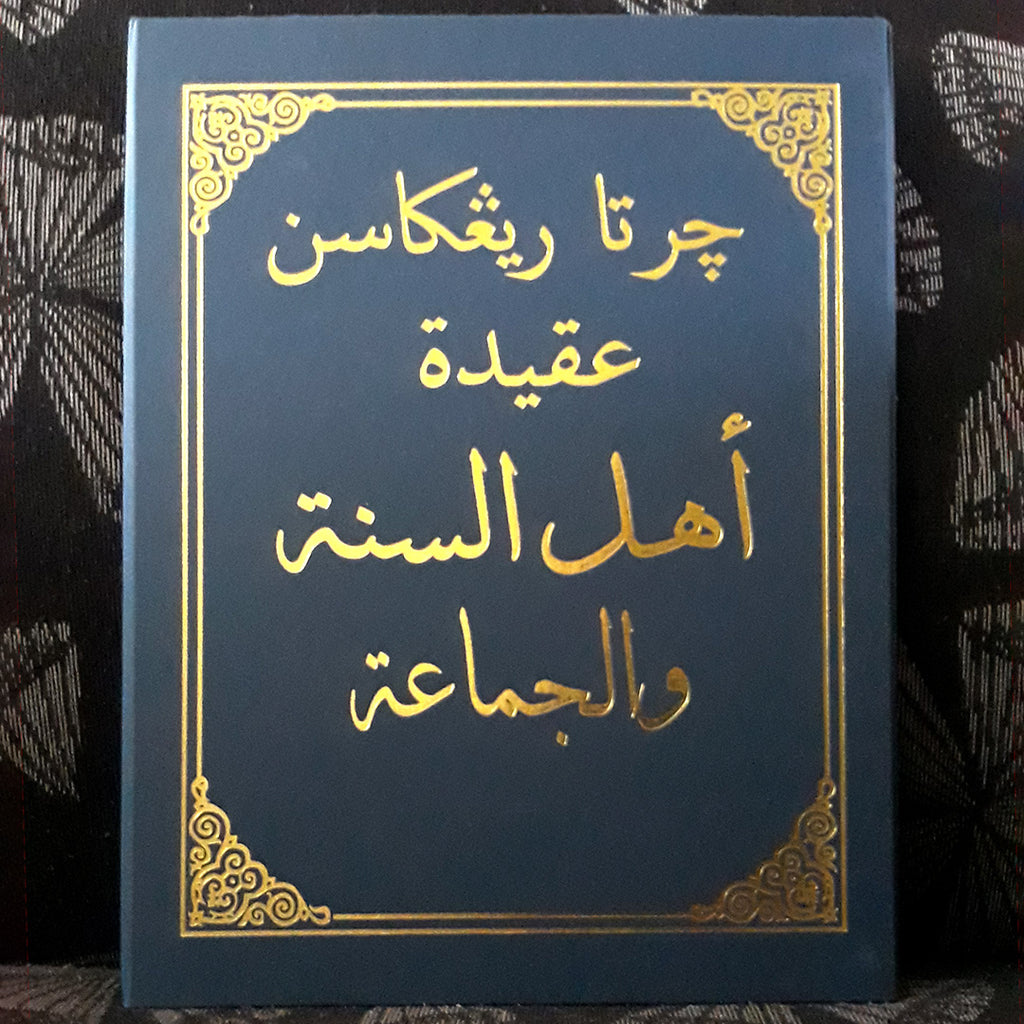 چرتا ريڠكاسن
عقيدة
أهل السنة
والجماعة